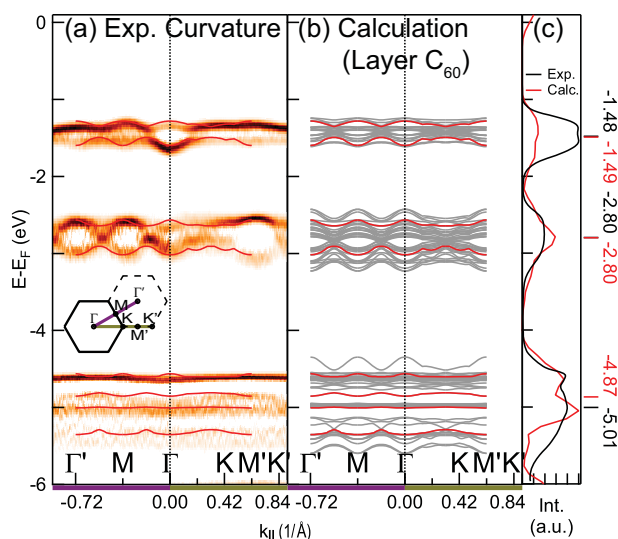 (a) Exp. Curvature
(b) Calculation
(Layer C60)
(c)
Exp.
Calc.
0
-2
-4
-6
E-EF (eV)
-1.48
-1.49
-2.80
-2.80
-4.87
-5.01
Γ'
M
Γ
K
K'
M'
Γ' M Γ K M' K'
Γ' M Γ K M' K'
-0.72 0.00 0.42 0.84
-0.72 0.00 0.42 0.84
k|| (1/Å)
k|| (1/Å)
Int.
(a.u.)